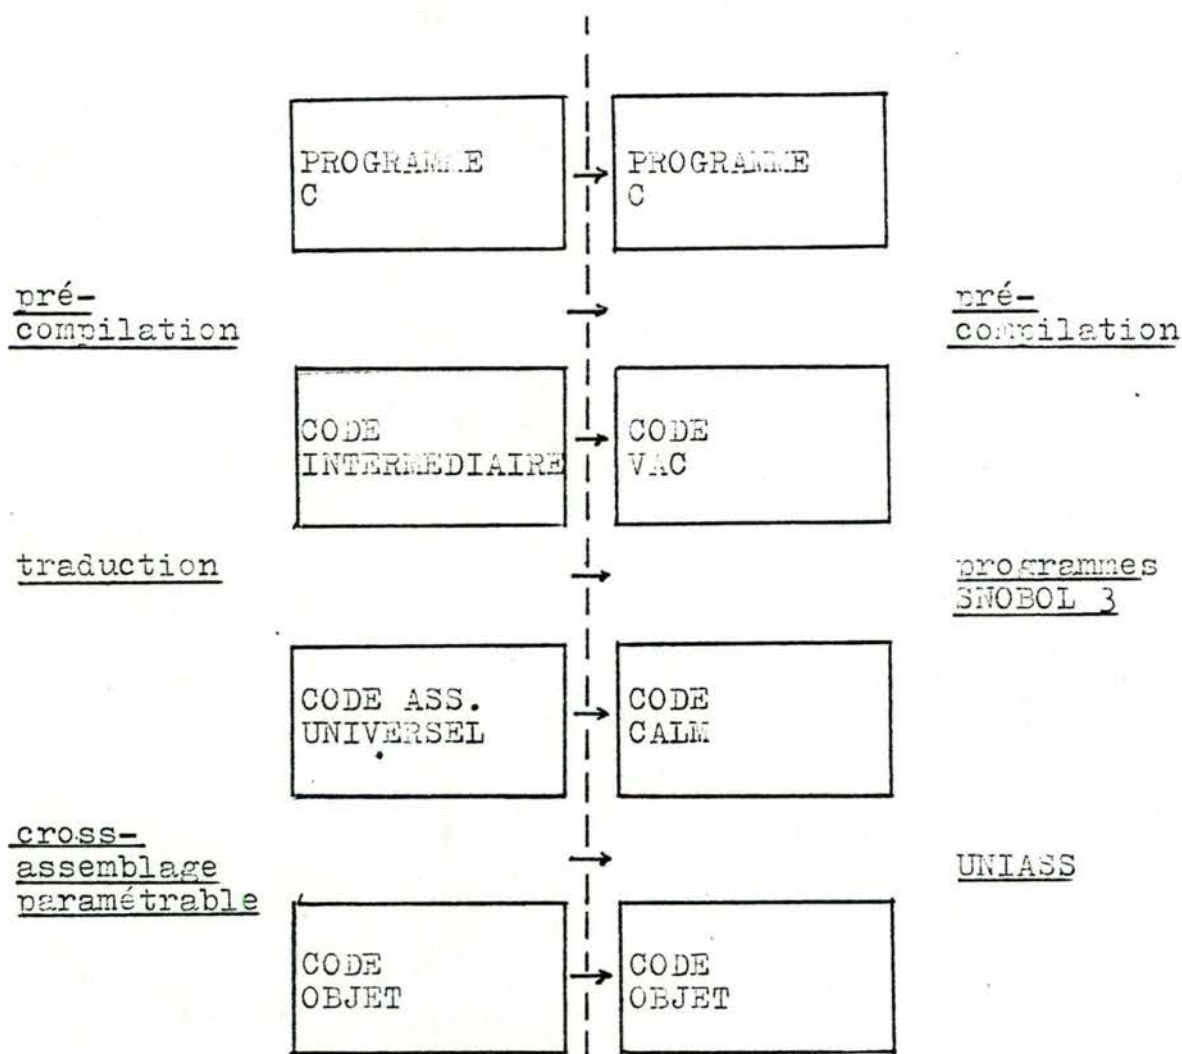 PROGRAMME
C
PROGRAMME
C
pré-
compilation
pré-
compilation
CODE
INTERMEDIAIRE
CODE
VAC
traduction
programmes
SNOBOL 3
CODE ASS.
UNIVERSEL
CODE
CALM
cross-
assemblage
paramétrable
UNIASS
CODE
OBJET
CODE
OBJET